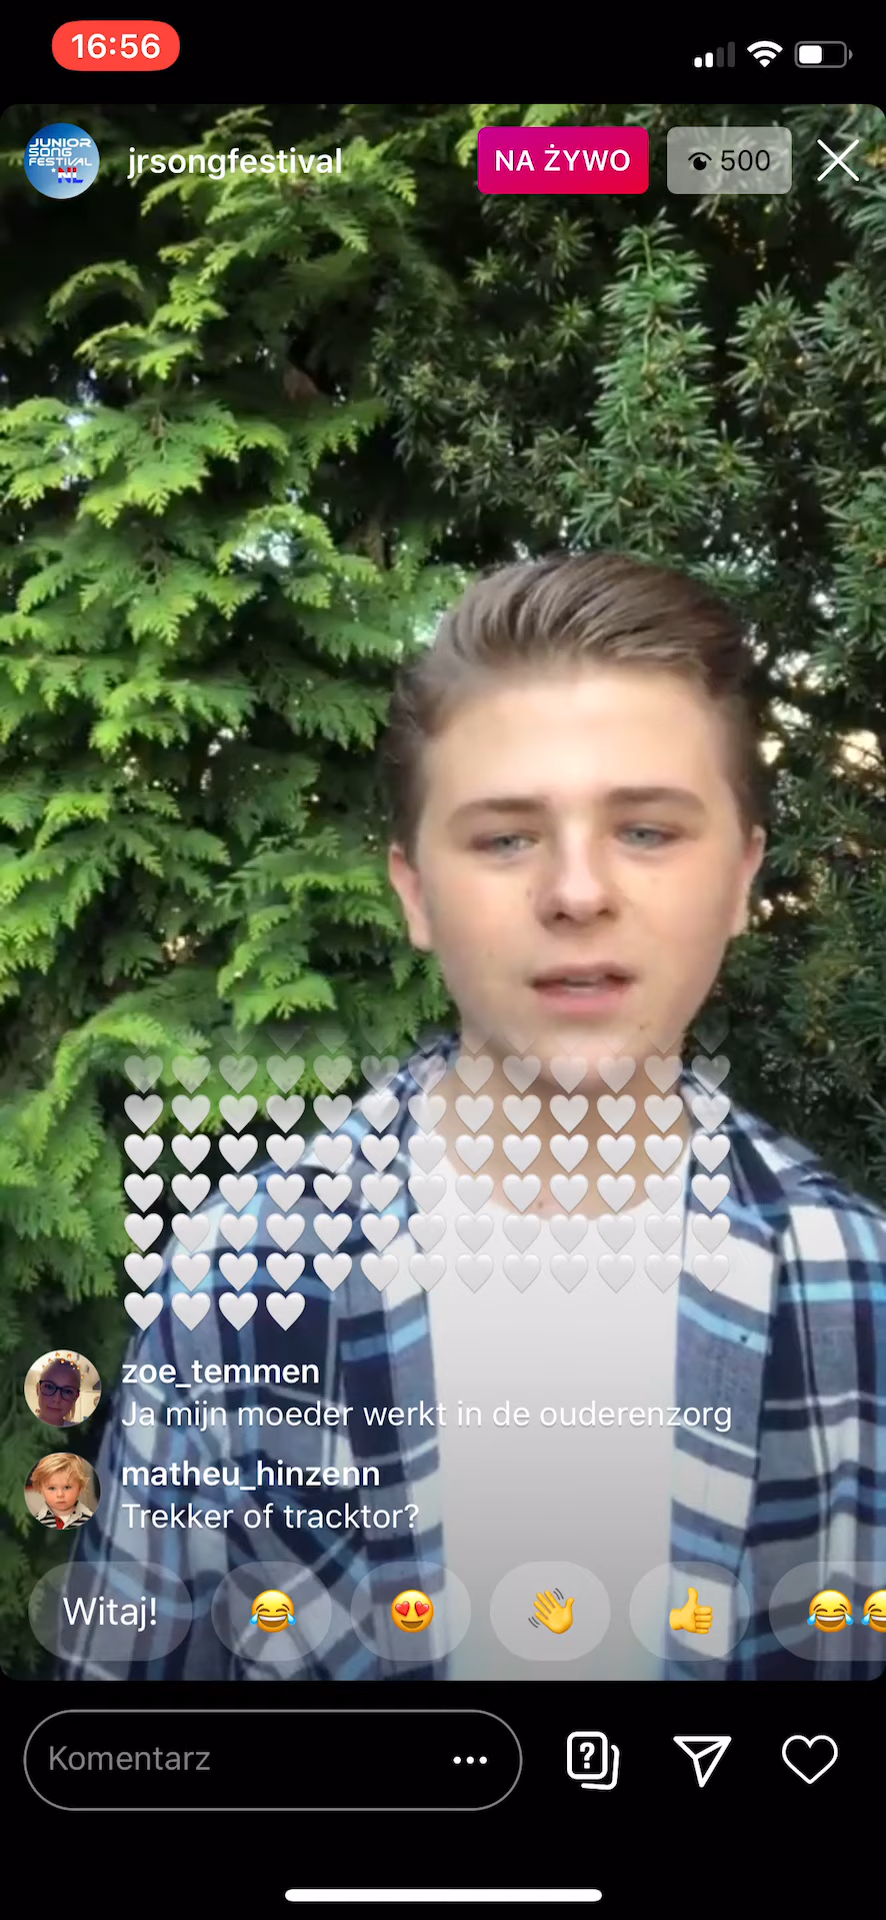 16:56
JUNIOR
SONG
FESTIVAL
NL
jrsongfestival
NA ŻYWO
500
zoe_temmen
Ja mijn moeder werkt in de ouderenzorg
matheu_hinzenn
Trekker of tracktor?
Witaj!
Komentarz